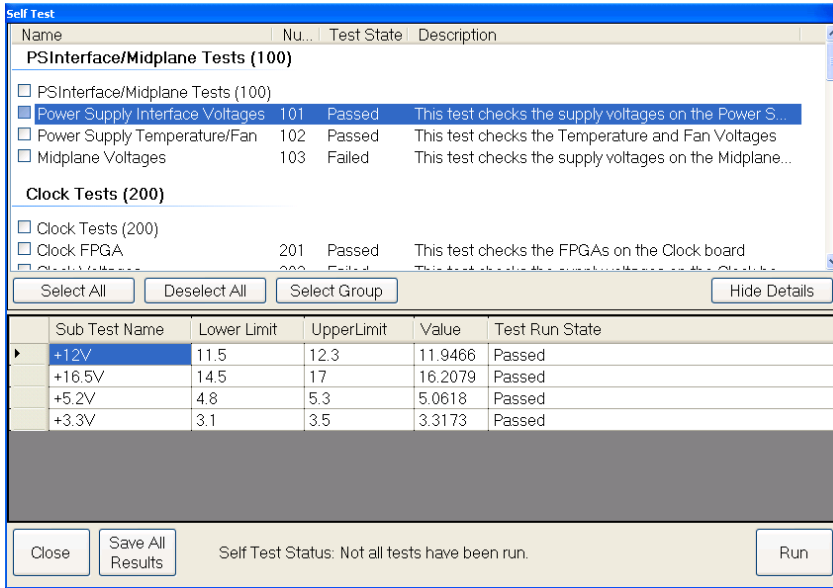 Self Test
Name Nu... Test State Description
PSInterface/Midplane Tests (100)
PSInterface/Midplane Tests (100)
Power Supply Interface Voltages 101 Passed This test checks the supply voltages on the Power S...
Power Supply Temperature/Fan 102 Passed This test checks the Temperature and Fan Voltages
Midplane Voltages 103 Failed This test checks the supply voltages on the Midplane...
Clock Tests (200)
Clock Tests (200)
Clock FPGA 201 Passed This test checks the FPGAs on the Clock board
Select All Deselect All Select Group Hide Details
Sub Test Name Lower Limit UpperLimit Value Test Run State
+12V 11.5 12.3 11.9466 Passed
+16.5V 14.5 17 16.2079 Passed
+5.2V 4.8 5.3 5.0618 Passed
+3.3V 3.1 3.5 3.3173 Passed
Close Save All Results Self Test Status: Not all tests have been run. Run